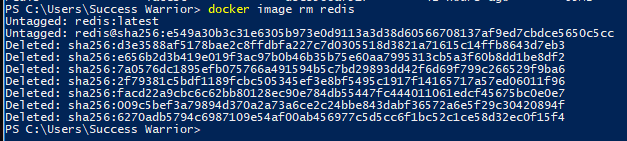 PS C:\Users\Success Warrior> docker image rm redis
Untagged: redis:latest
Untagged: redis@sha256:e549a30b3c31e6305b973e0d9113a3d38d60566708137af9ed7cbdce5650c5cc
Deleted: sha256:d3e3588af5178bae2c8ffdbfa227c7d0305518d3821a71615c14ffb8643d7eb3
Deleted: sha256:e656b2d3b419e019f3ac97b0b46b35b75e60aa7995313cb5a3f60b8dd1be8df2
Deleted: sha256:7a0576dc1895efb075766a491594b5c7bd29893dd42f6d69f799c266529f9ba6
Deleted: sha256:2f79381c5bdf1189fcbc505345ef3e8bf5495c1917f14165717a57ed06011f96
Deleted: sha256:facd22a9cbc6c62bb80128ec90e784db55447fc444011061edcf45675bc0e0e7
Deleted: sha256:009c5bef3a79894d370a2a73a6ce2c24bbe843dabf36572a6e5f29c30420894f
Deleted: sha256:6270adb5794c6987109e54af00ab456977c5d5cc6f1bc52c1ce58d32ec0f15f4
PS C:\Users\Success Warrior>